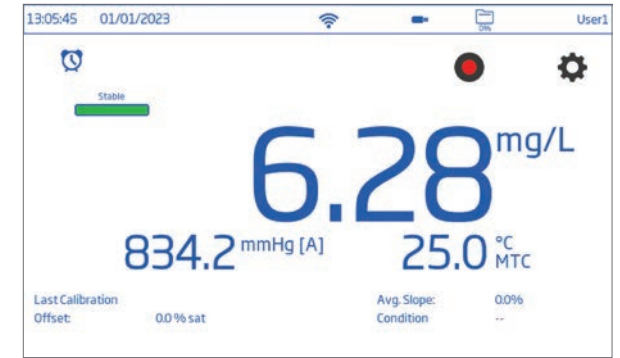 13:05:45 01/01/2023 0% User1
Stable
6.28 mg/L
834.2 mmHg [A] 25.0 °C MTC
Last Calibration Avg. Slope: 0.0%
Offset: 0.0 % sat Condition --